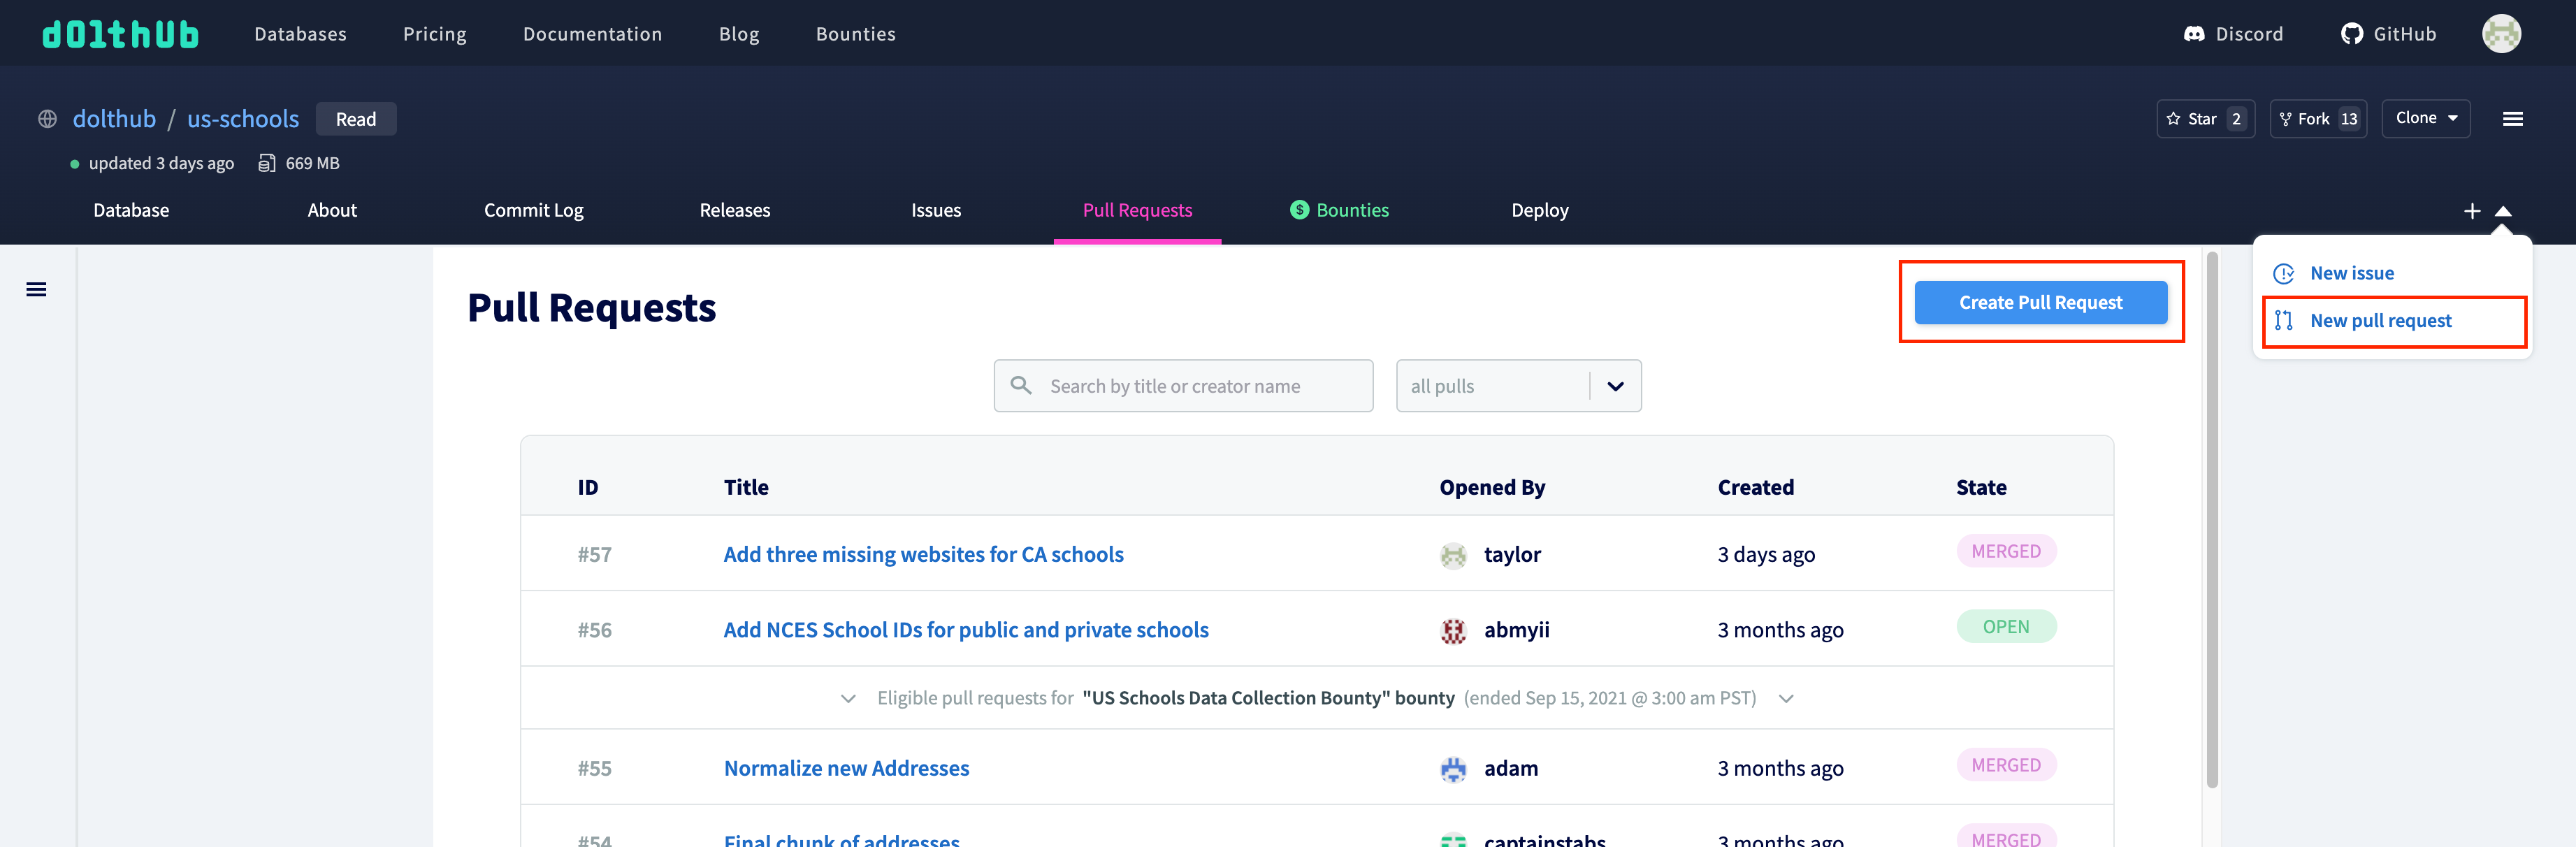 dolthub Databases Pricing Documentation Blog Bounties Discord GitHub
dolthub / us-schools Read Star 2 Fork 13 Clone
updated 3 days ago 669 MB
Database About Commit Log Releases Issues Pull Requests $ Bounties Deploy +
New issue
New pull request
Pull Requests Create Pull Request
Search by title or creator name all pulls
ID Title Opened By Created State
#57 Add three missing websites for CA schools taylor 3 days ago MERGED
#56 Add NCES School IDs for public and private schools abmyii 3 months ago OPEN
Eligible pull requests for "US Schools Data Collection Bounty" bounty (ended Sep 15, 2021 @ 3:00 am PST)
#55 Normalize new Addresses adam 3 months ago MERGED
#54 Final chunk of addresses captainstabs 3 months ago MERGED